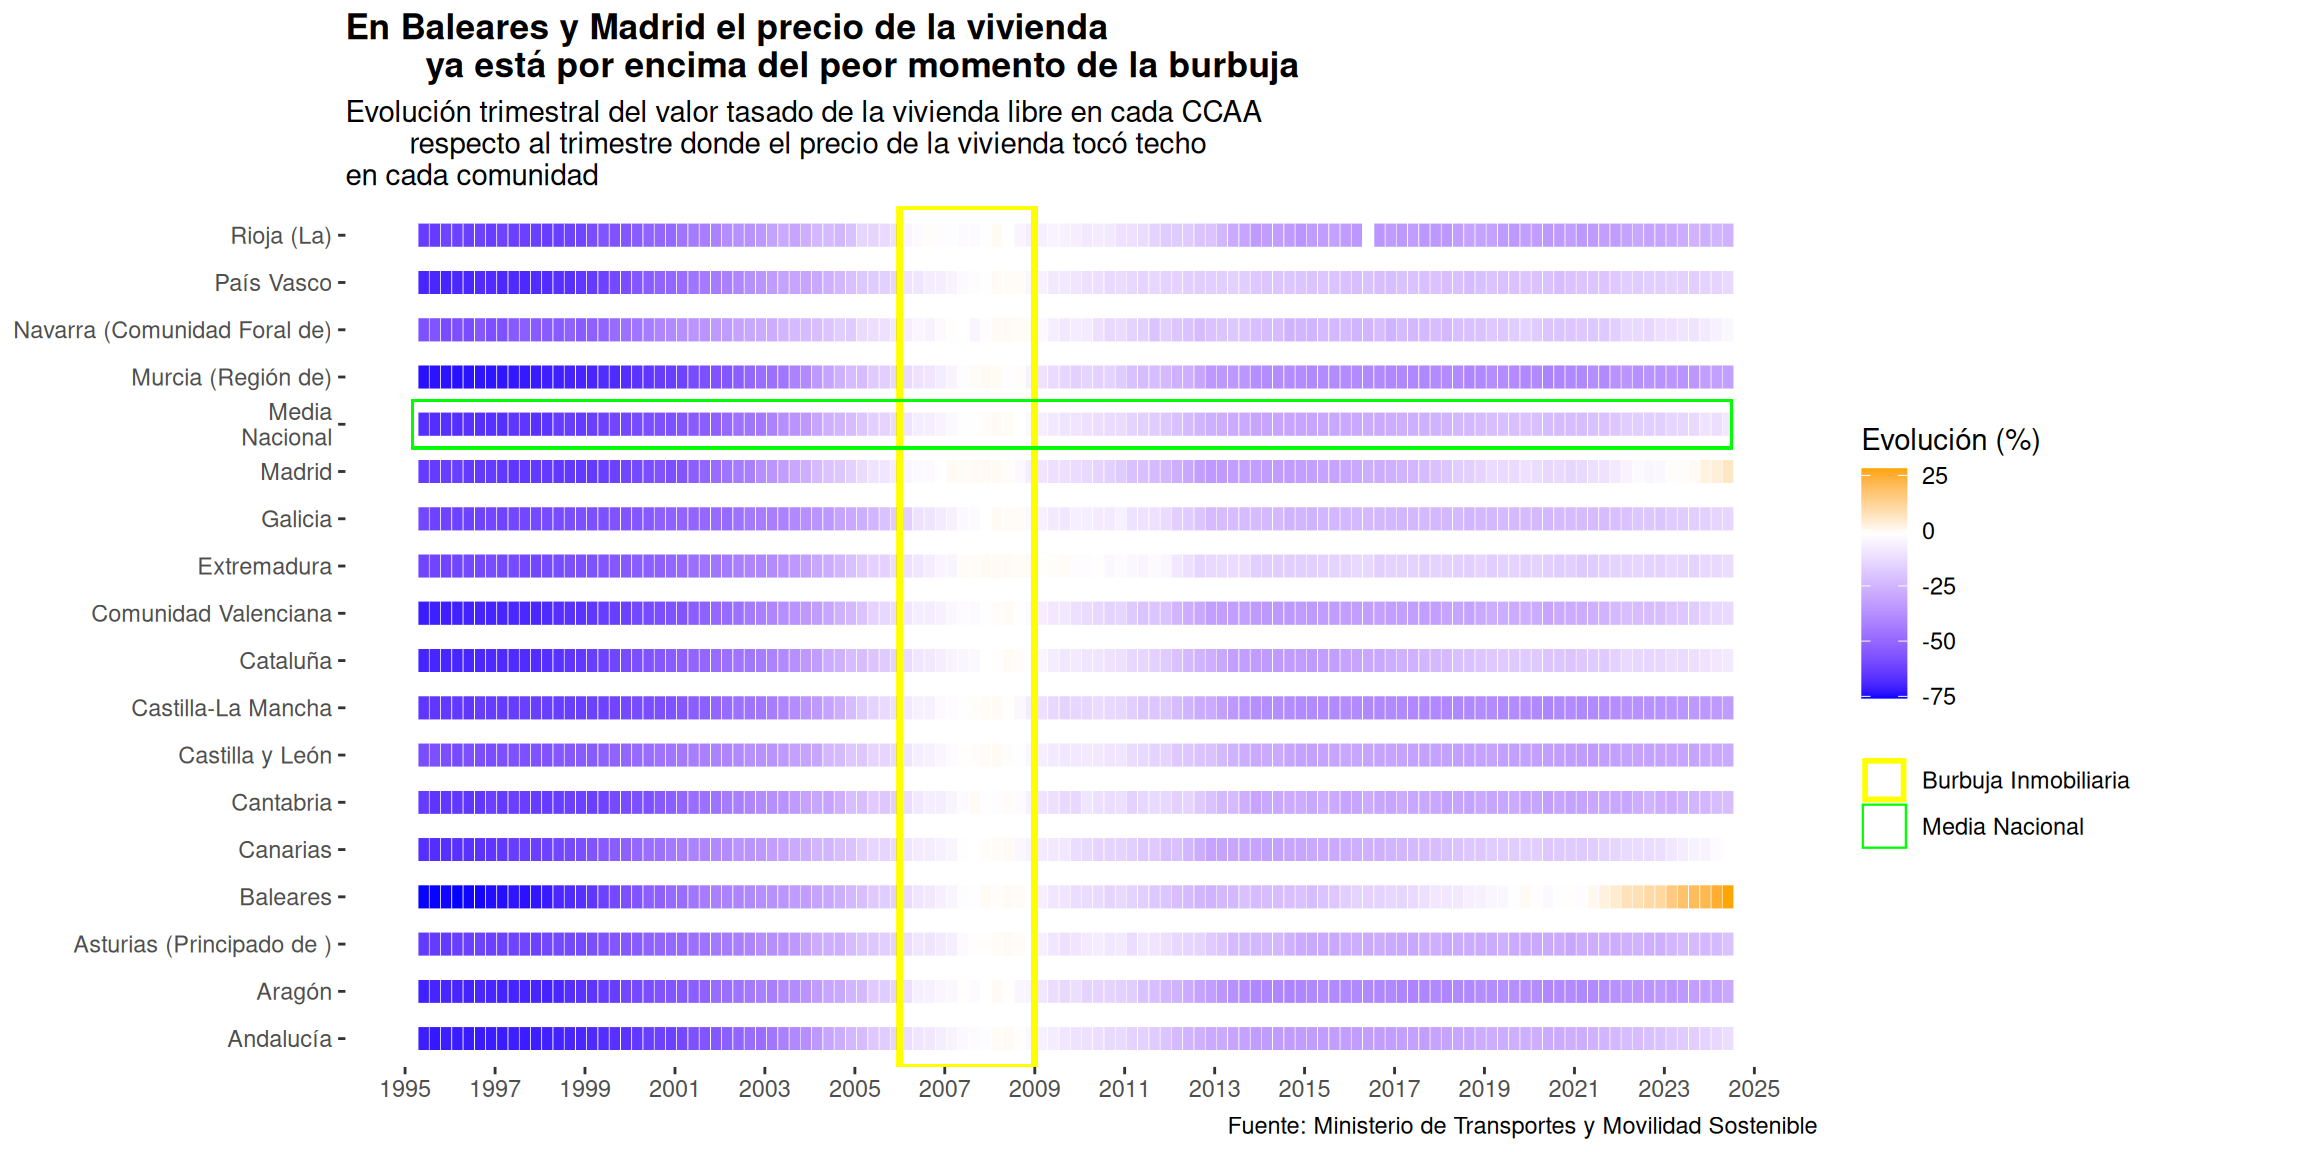 En Baleares y Madrid el precio de la vivienda
ya está por encima del peor momento de la burbuja
Evolución trimestral del valor tasado de la vivienda libre en cada CCAA
respecto al trimestre donde el precio de la vivienda tocó techo
en cada comunidad
Rioja (La)
País Vasco
Navarra (Comunidad Foral de)
Murcia (Región de)
Media
Nacional
Madrid
Galicia
Extremadura
Comunidad Valenciana
Cataluña
Castilla-La Mancha
Castilla y León
Cantabria
Canarias
Baleares
Asturias (Principado de )
Aragón
Andalucía
1995 1997 1999 2001 2003 2005 2007 2009 2011 2013 2015 2017 2019 2021 2023 2025
Fuente: Ministerio de Transportes y Movilidad Sostenible
Evolución (%)
25
0
-25
-50
-75
Burbuja Inmobiliaria
Media Nacional